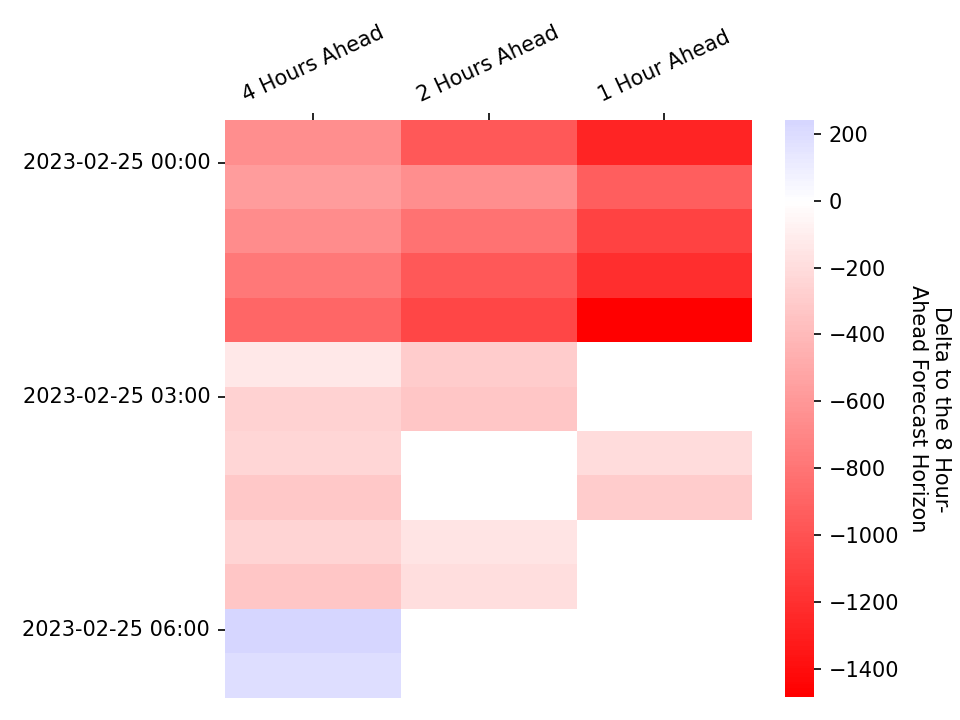 4 Hours Ahead
2 Hours Ahead
1 Hour Ahead
2023-02-25 00:00
2023-02-25 03:00
2023-02-25 06:00
200
0
−200
−400
−600
−800
−1000
−1200
−1400
Delta to the 8 Hour-
Ahead Forecast Horizon